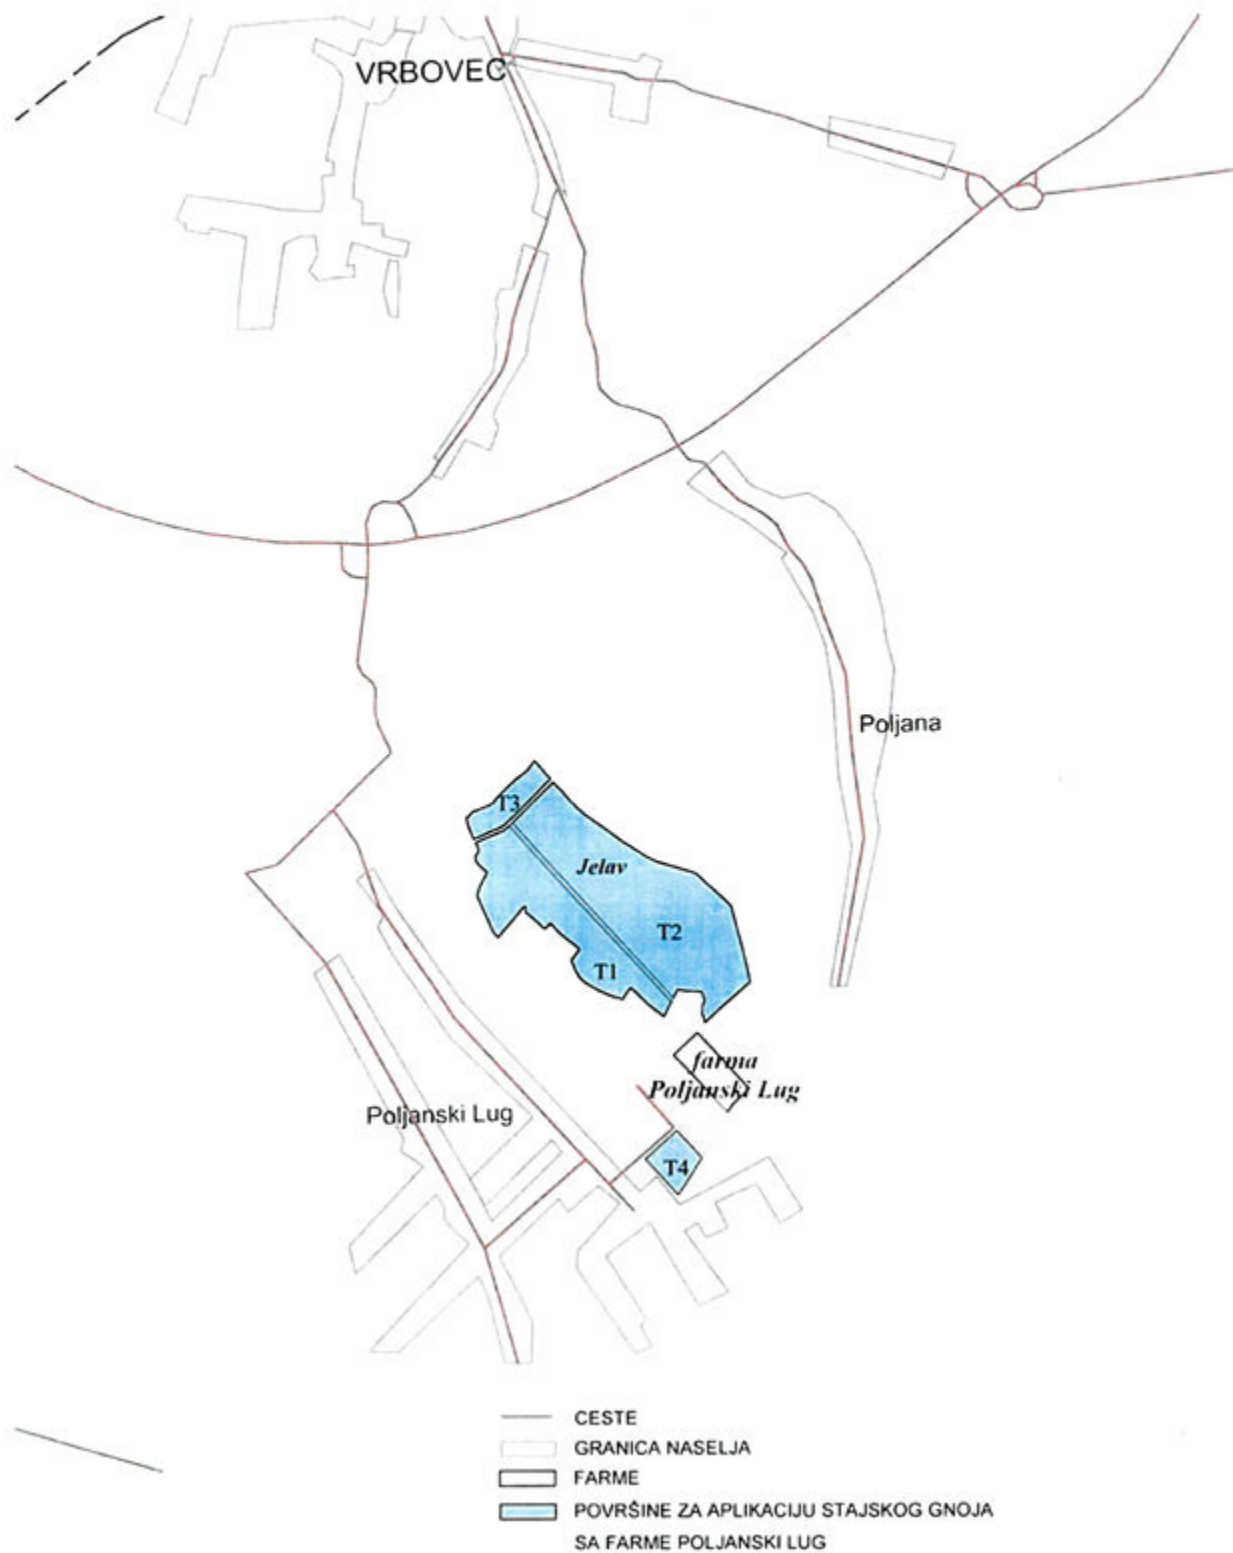 VRBOVEC
Poljana
T3
Jelav
T2
T1
farma
Poljanski Lug
Poljanski Lug
T4
CESTE
GRANICA NASELJA
FARME
POVRŠINE ZA APLIKACIJU STAJSKOG GNOJA
SA FARME POLJANSKI LUG